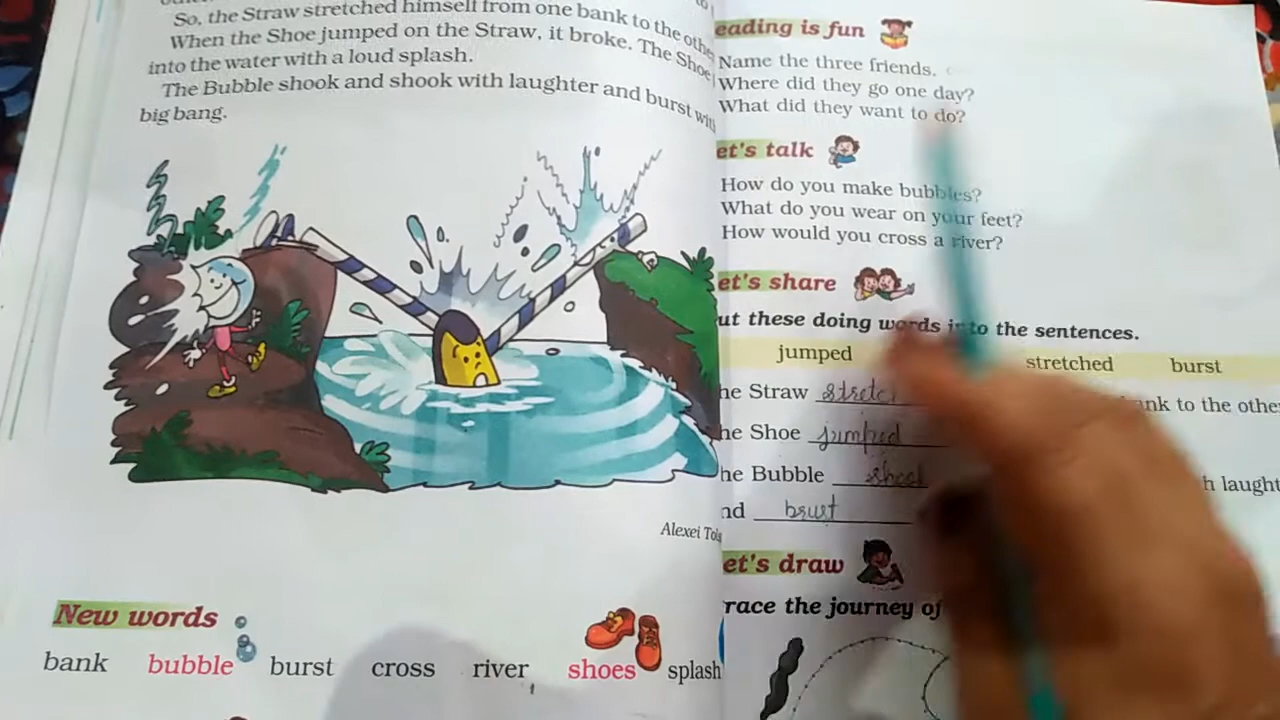 So, the Straw stretched himself from one bank to the othe
When the Shoe jumped on the Straw, it broke. The Shoe
into the water with a loud splash.
The Bubble shook and shook with laughter and burst wit
big bang.
Alexei Tols
New words
bank bubble burst cross river shoes splash
eading is fun
Name the three friends.
Where did they go one day?
What did they want to do?
et's talk
How do you make bubbles?
What do you wear on your feet?
How would you cross a river?
et's share
ut these doing words into the sentences.
jumped stretched burst
he Straw stretc ank to the othe
he Shoe jumped
he Bubble shook h laught
nd brust
et's draw
race the journey of